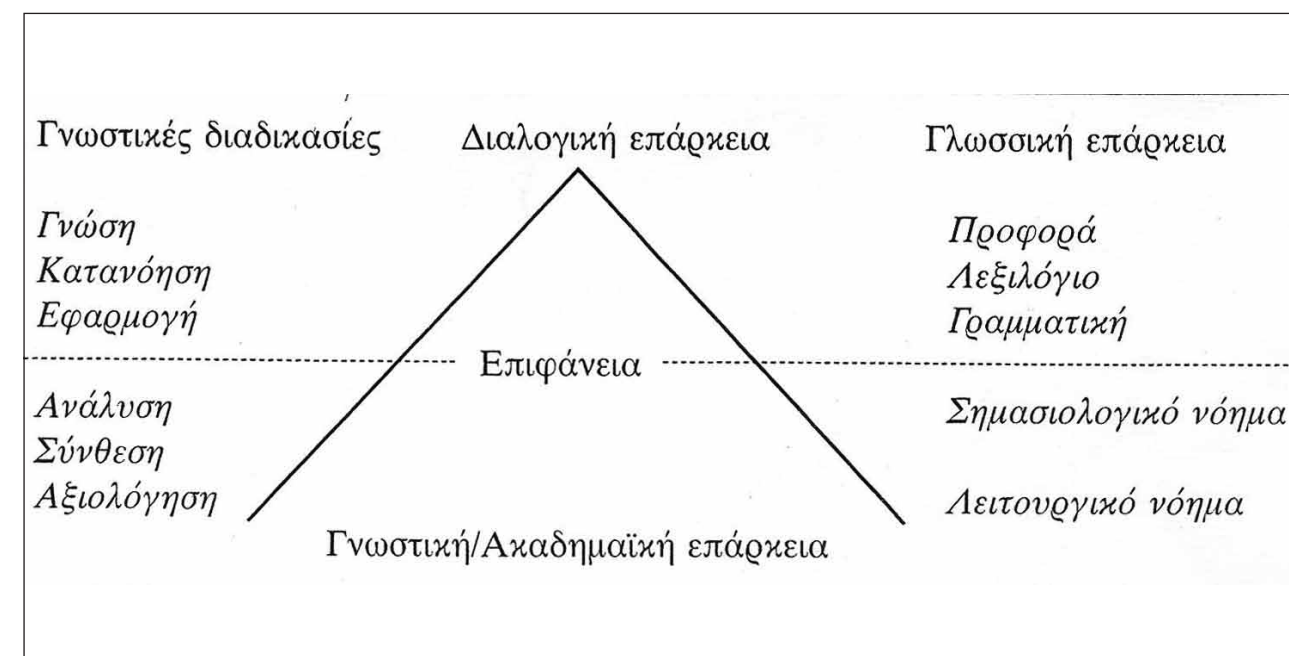 Γνωστικές διαδικασίες Διαλογική επάρκεια Γλωσσική επάρκεια
Γνώση Προφορά
Κατανόηση Λεξιλόγιο
Εφαρμογή Γραμματική
Επιφάνεια
Ανάλυση Σημασιολογικό νόημα
Σύνθεση
Αξιολόγηση Λειτουργικό νόημα
Γνωστική/Ακαδημαϊκή επάρκεια